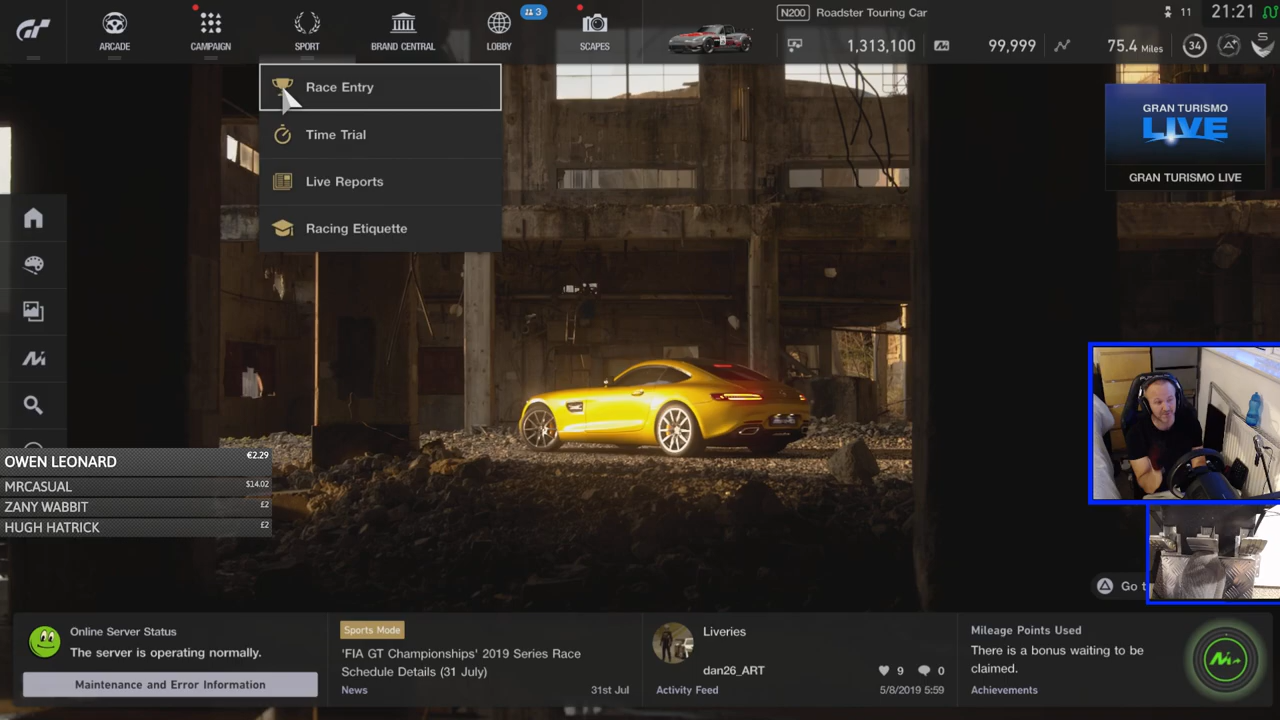 GT
ARCADE
CAMPAIGN
SPORT
BRAND CENTRAL
LOBBY
3
SCAPES
N200 Roadster Touring Car
1,313,100
99,999
75.4 Miles
11
21:21
34
A+
S
Race Entry
Time Trial
Live Reports
Racing Etiquette
GRAN TURISMO
LIVE
GRAN TURISMO LIVE
OWEN LEONARD €2.29
MRCASUAL $14.02
ZANY WABBIT £2
HUGH HATRICK £2
Go t
Online Server Status
The server is operating normally.
Maintenance and Error Information
Sports Mode
'FIA GT Championships' 2019 Series Race
Schedule Details (31 July)
News 31st Jul
Liveries
dan26_ART
9 0
Activity Feed 5/8/2019 5:59
Mileage Points Used
There is a bonus waiting to be
claimed.
Achievements